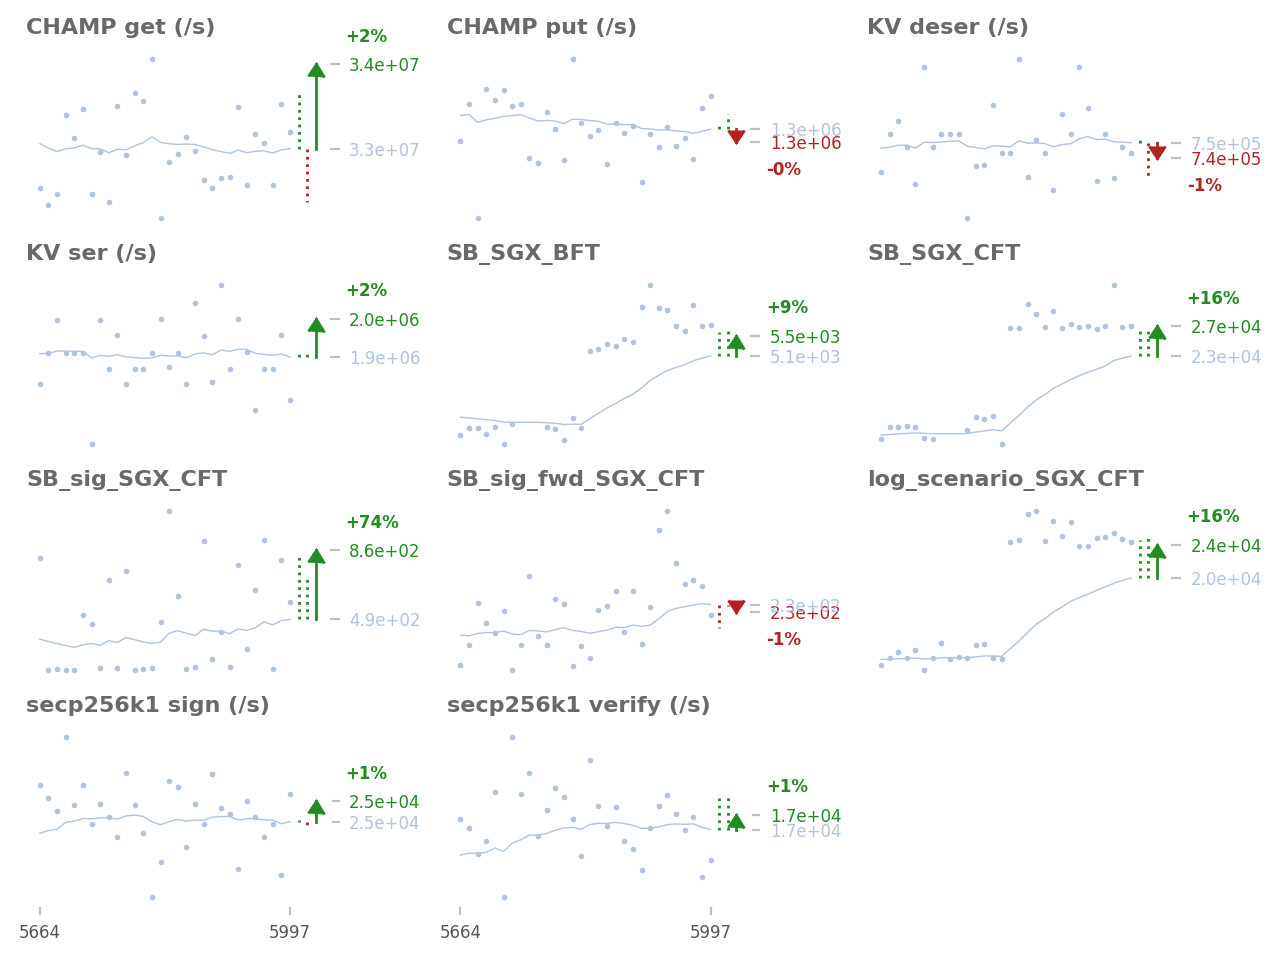 CHAMP get (/s)
+2%
3.4e+07
3.3e+07
CHAMP put (/s)
1.3e+06
1.3e+06
-0%
KV deser (/s)
7.5e+05
7.4e+05
-1%
KV ser (/s)
+2%
2.0e+06
1.9e+06
SB_SGX_BFT
+9%
5.5e+03
5.1e+03
SB_SGX_CFT
+16%
2.7e+04
2.3e+04
SB_sig_SGX_CFT
+74%
8.6e+02
4.9e+02
SB_sig_fwd_SGX_CFT
2.3e+02
2.3e+02
-1%
log_scenario_SGX_CFT
+16%
2.4e+04
2.0e+04
secp256k1 sign (/s)
+1%
2.5e+04
2.5e+04
5664
5997
secp256k1 verify (/s)
+1%
1.7e+04
1.7e+04
5664
5997